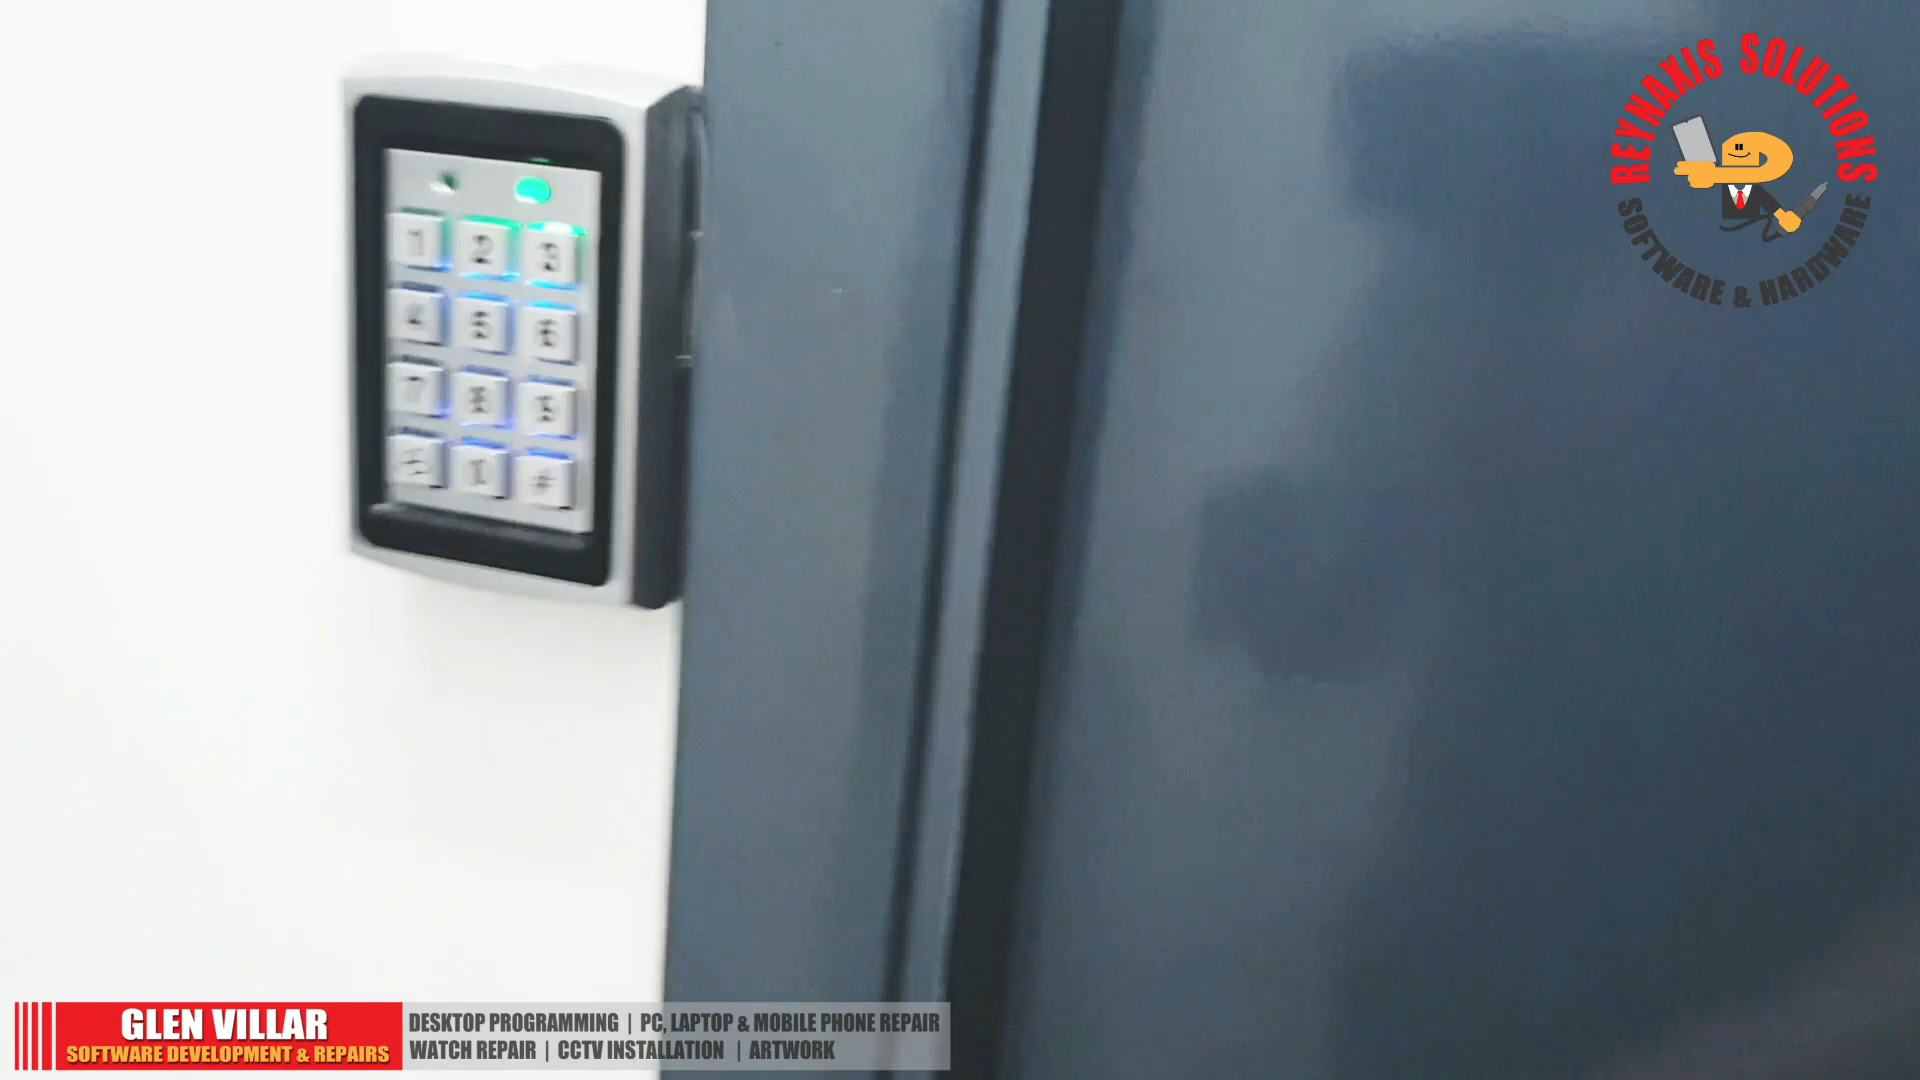 1 2 3
4 5 6
7 8 9
0 #
REYNAXIS SOLUTIONS
SOFTWARE & HARDWARE
GLEN VILLAR
SOFTWARE DEVELOPMENT & REPAIRS
DESKTOP PROGRAMMING | PC, LAPTOP & MOBILE PHONE REPAIR
WATCH REPAIR | CCTV INSTALLATION | ARTWORK